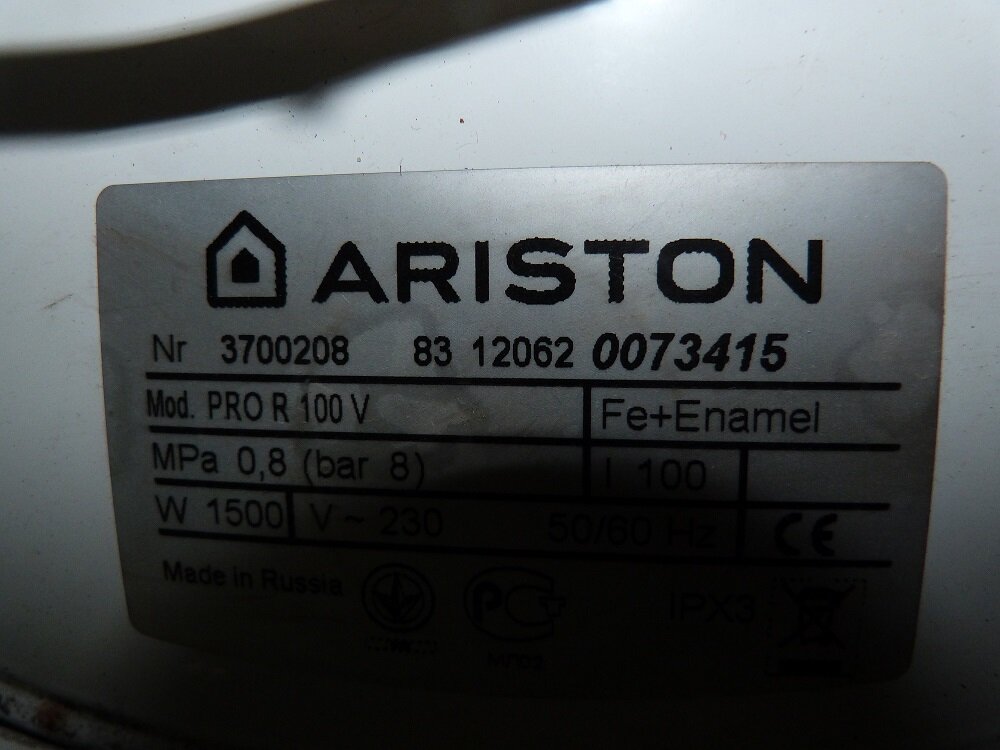 ARISTON
Nr 3700208 83 12062 0073415
Mod. PRO R 100 V Fe+Enamel
MPa 0,8 (bar 8) l 100
W 1500 V ~ 230 50/60 Hz CE
Made in Russia IPX3